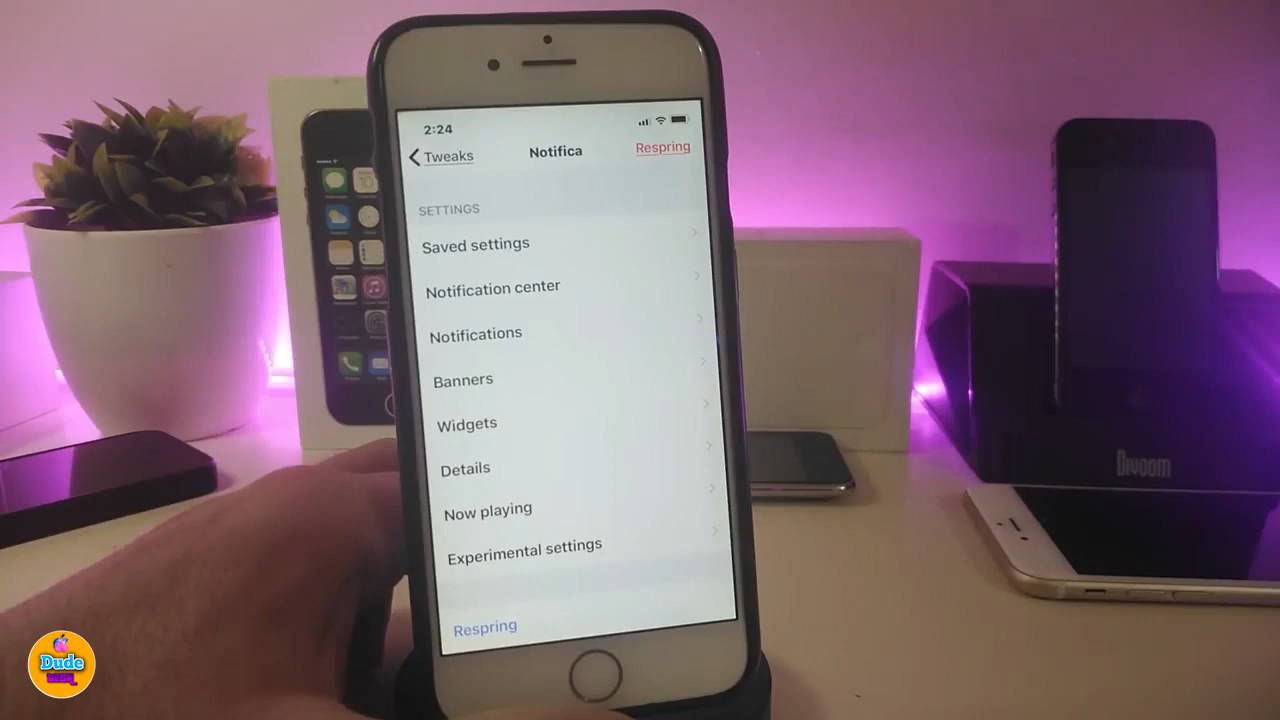 2:24
Tweaks
Notifica
Respring
SETTINGS
Saved settings
Notification center
Notifications
Banners
Widgets
Details
Now playing
Experimental settings
Respring
Divoom
Dude